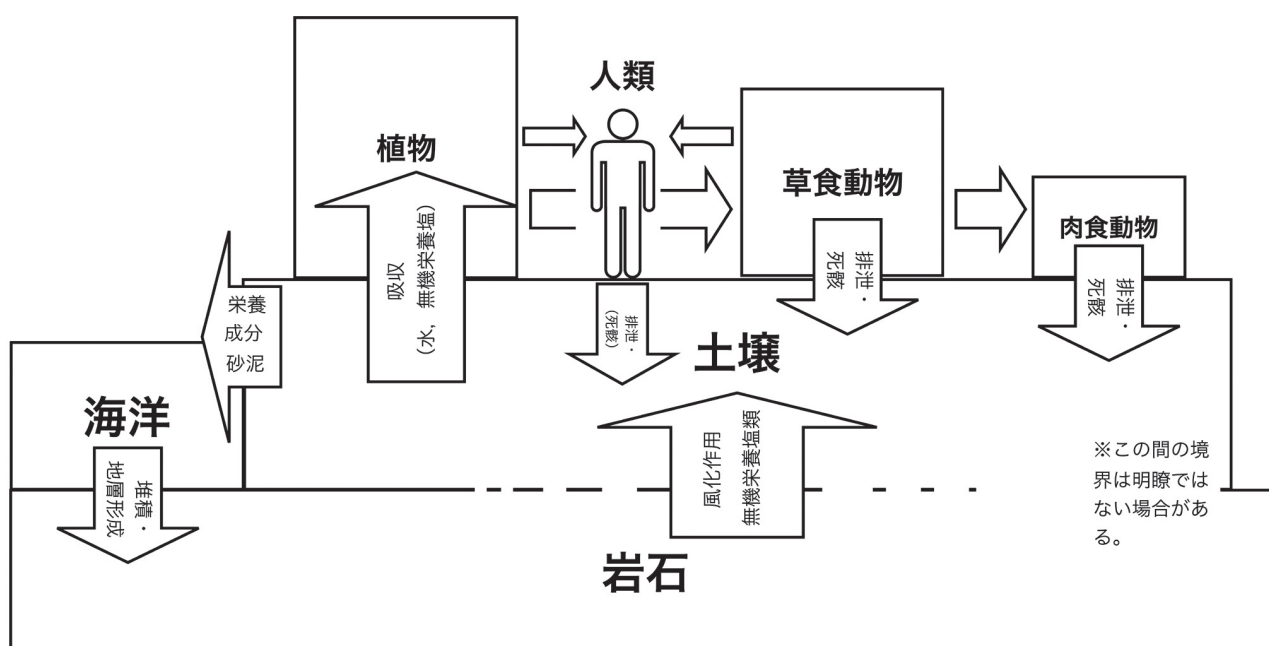 人類
植物
草食動物
肉食動物
吸収
(水，無機栄養塩)
排泄・
死骸
排泄・
死骸
排泄・
(死骸)
栄養
成分
砂泥
土壌
海洋
風化作用
無機栄養塩類
堆積・
地層形成
※この間の境
界は明瞭では
ない場合があ
る。
岩石